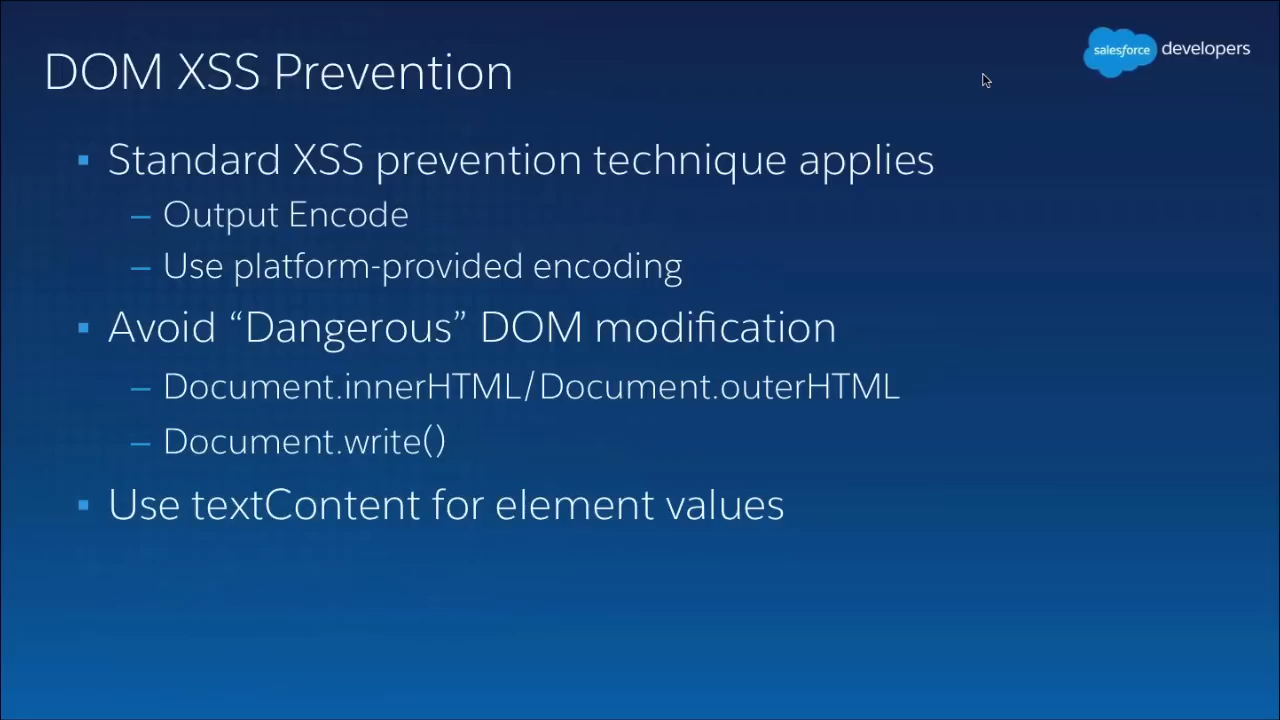 DOM XSS Prevention
salesforce developers
▪ Standard XSS prevention technique applies
– Output Encode
– Use platform-provided encoding
▪ Avoid “Dangerous” DOM modification
– Document.innerHTML/Document.outerHTML
– Document.write()
▪ Use textContent for element values